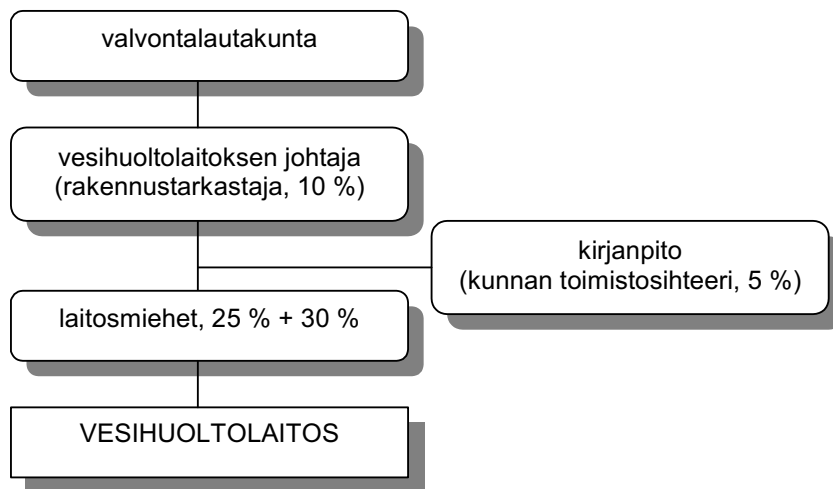 valvontalautakunta
vesihuoltolaitoksen johtaja
(rakennustarkastaja, 10 %)
kirjanpito
(kunnan toimistosihteeri, 5 %)
laitosmiehet, 25 % + 30 %
VESIHUOLTOLAITOS